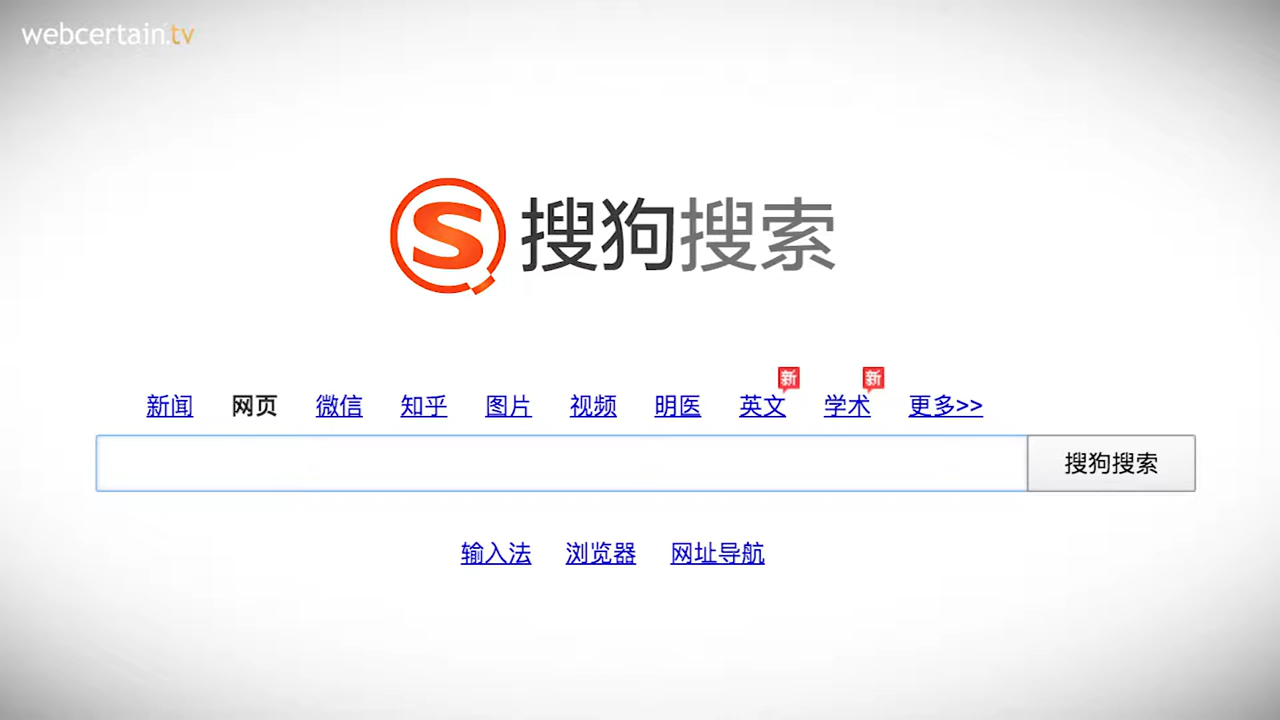 webcertain.tv
搜狗搜索
新 新
新闻 网页 微信 知乎 图片 视频 明医 英文 学术 更多>>
搜狗搜索
输入法 浏览器 网址导航